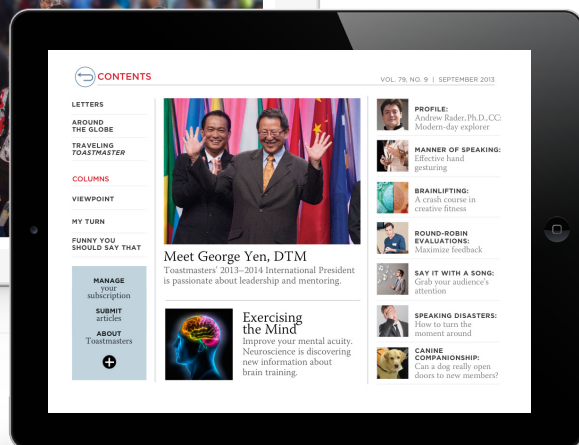 CONTENTS
VOL. 79, NO. 9 | SEPTEMBER 2013
LETTERS
AROUND
THE GLOBE
TRAVELING
TOASTMASTER
COLUMNS
VIEWPOINT
MY TURN
FUNNY YOU
SHOULD SAY THAT
MANAGE
your
subscription
SUBMIT
articles
ABOUT
Toastmasters
Meet George Yen, DTM
Toastmasters' 2013–2014 International President
is passionate about leadership and mentoring.
Exercising
the Mind
Improve your mental acuity.
Neuroscience is discovering
new information about
brain training.
PROFILE:
Andrew Rader, Ph.D., CC:
Modern-day explorer
MANNER OF SPEAKING:
Effective hand
gesturing
BRAINLIFTING:
A crash course in
creative fitness
ROUND-ROBIN
EVALUATIONS:
Maximize feedback
SAY IT WITH A SONG:
Grab your audience's
attention
SPEAKING DISASTERS:
How to turn the
moment around
CANINE
COMPANIONSHIP:
Can a dog really open
doors to new members?